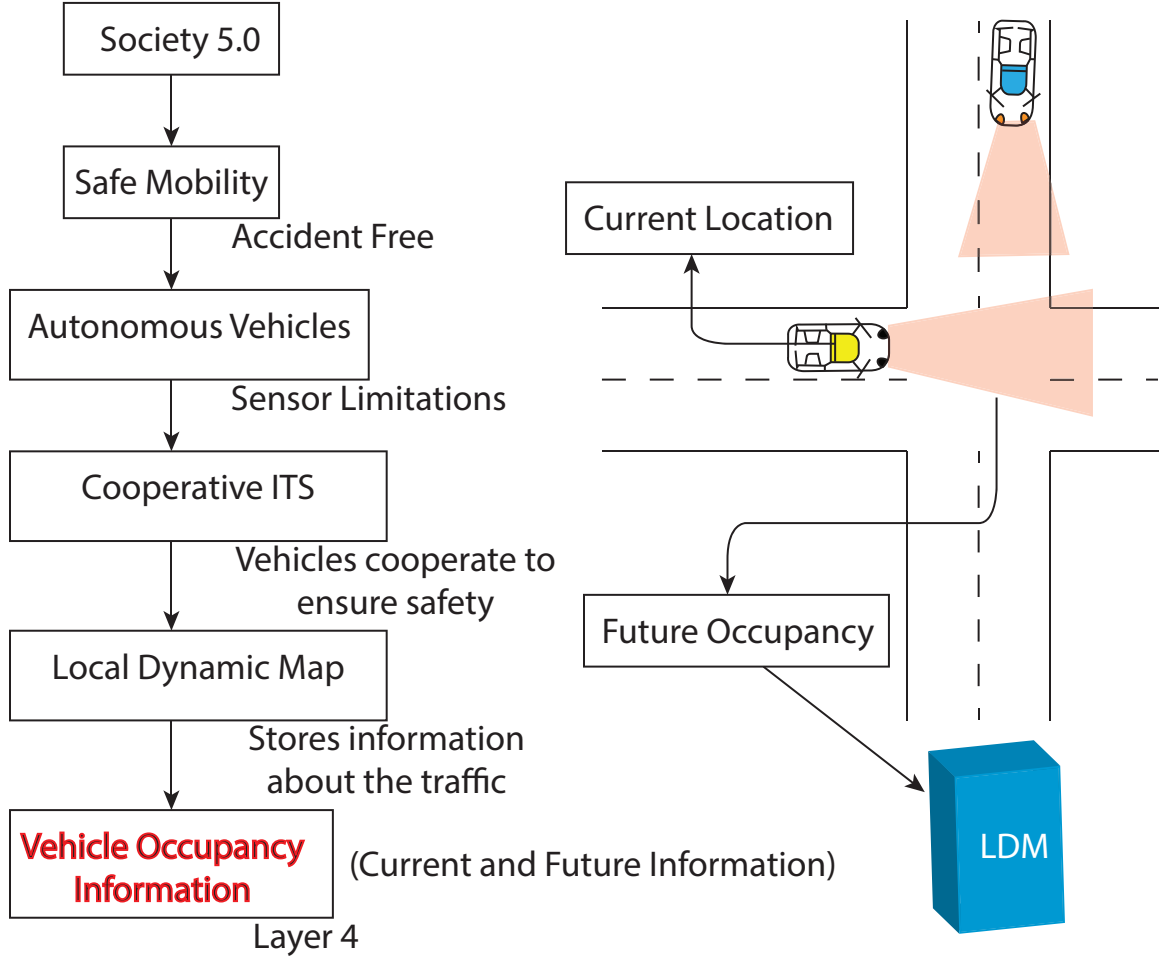 Society 5.0
Safe Mobility
Accident Free
Autonomous Vehicles
Sensor Limitations
Cooperative ITS
Vehicles cooperate to
ensure safety
Local Dynamic Map
Stores information
about the traffic
Vehicle Occupancy
Information
(Current and Future Information)
Layer 4
Current Location
Future Occupancy
LDM